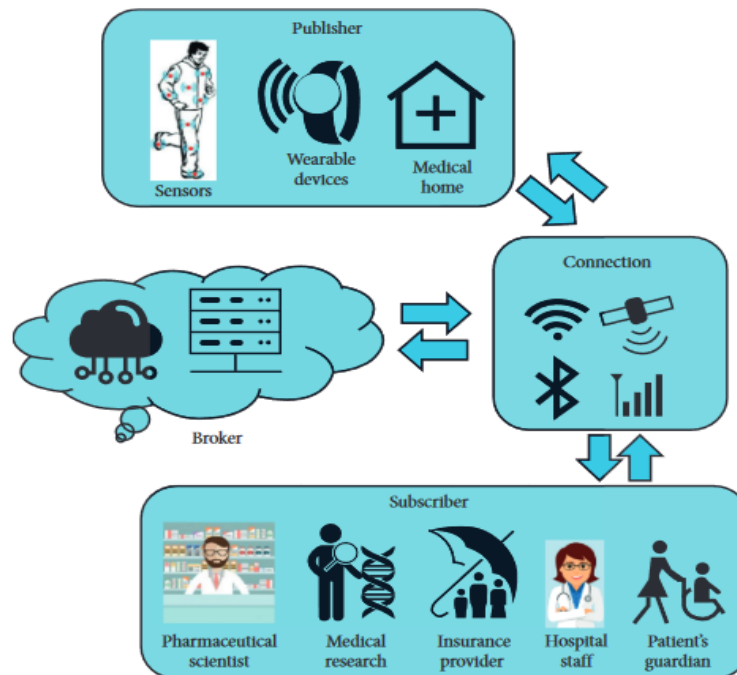 Publisher
Sensors
Wearable
devices
Medical
home
Connection
Broker
Subscriber
Pharmaceutical
scientist
Medical
research
Insurance
provider
Hospital
staff
Patient's
guardian